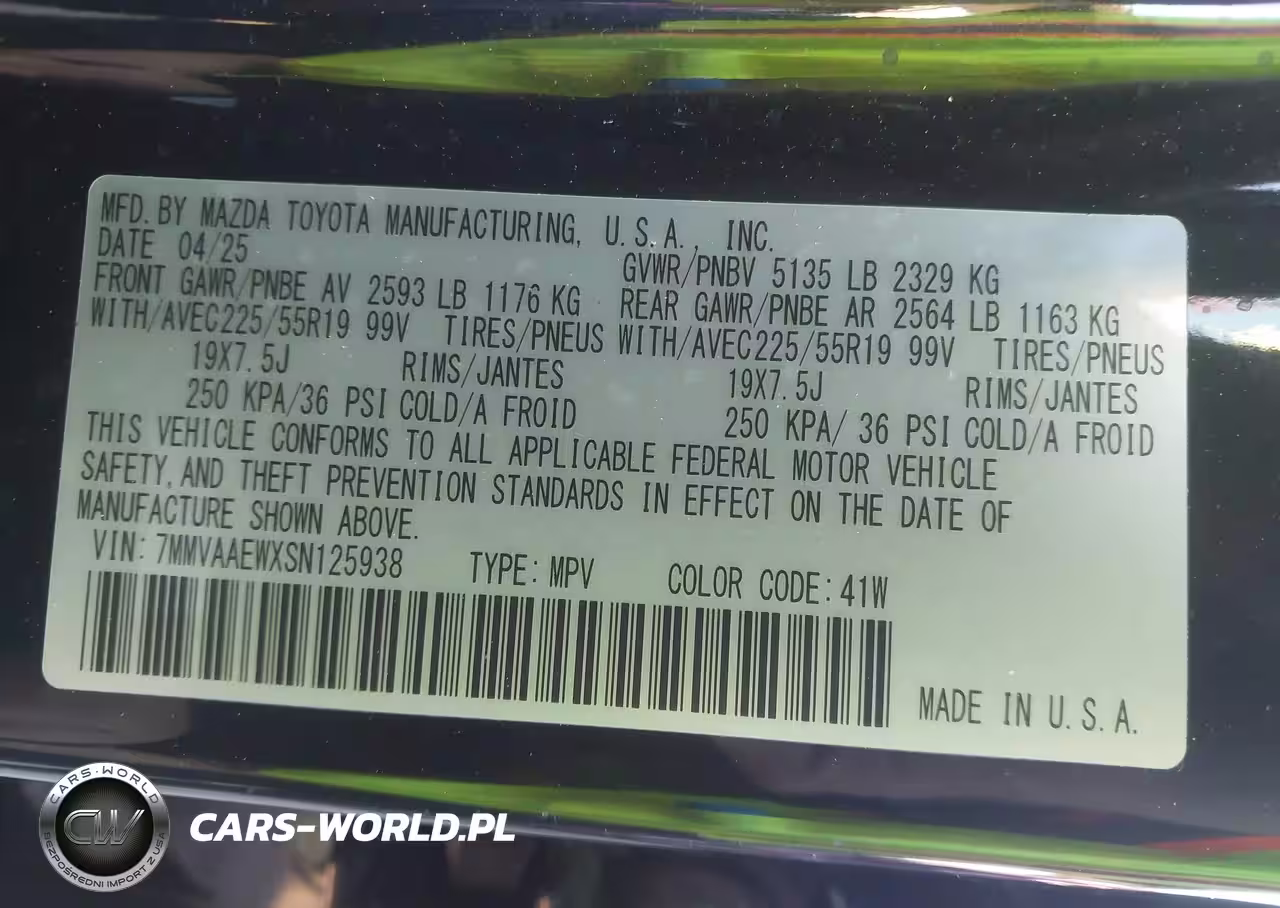 MFD. BY MAZDA TOYOTA MANUFACTURING, U.S.A., INC.
DATE 04/25
GVWR/PNBV 5135 LB 2329 KG
FRONT GAWR/PNBE AV 2593 LB 1176 KG REAR GAWR/PNBE AR 2564 LB 1163 KG
WITH/AVEC225/55R19 99V TIRES/PNEUS WITH/AVEC225/55R19 99V TIRES/PNEUS
19X7.5J RIMS/JANTES 19X7.5J RIMS/JANTES
250 KPA/36 PSI COLD/A FROID 250 KPA/ 36 PSI COLD/A FROID
THIS VEHICLE CONFORMS TO ALL APPLICABLE FEDERAL MOTOR VEHICLE
SAFETY, AND THEFT PREVENTION STANDARDS IN EFFECT ON THE DATE OF
MANUFACTURE SHOWN ABOVE.
VIN: 7MMVAAEWXSN125938 TYPE: MPV COLOR CODE: 41W
MADE IN U.S.A.
CARS-WORLD
CW
BEZPOŚREDNI IMPORT Z USA
CARS-WORLD.PL